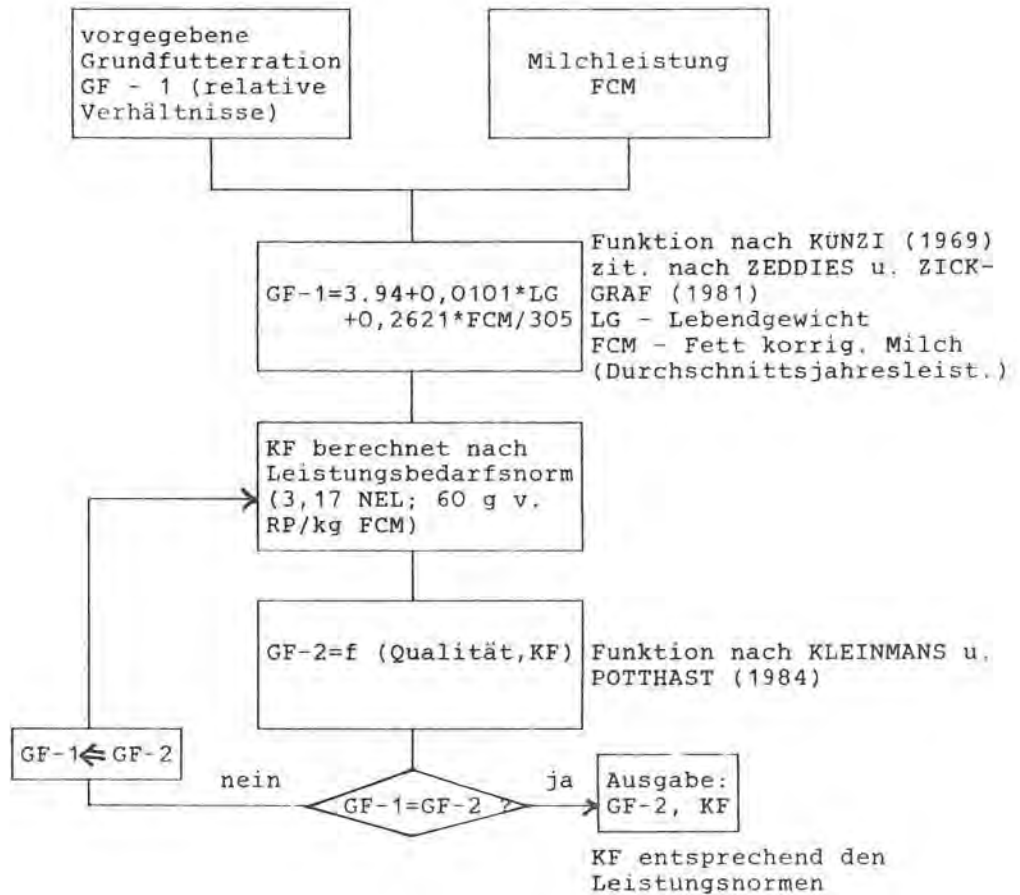 vorgegebene
Grundfutterration
GF - 1 (relative
Verhältnisse)
Milchleistung
FCM
GF-1=3.94+0,0101*LG
+0,2621*FCM/305
Funktion nach KÜNZI (1969)
zit. nach ZEDDIES u. ZICK-
GRAF (1981)
LG - Lebendgewicht
FCM - Fett korrig. Milch
(Durchschnittsjahresleist.)
KF berechnet nach
Leistungsbedarfsnorm
(3,17 NEL; 60 g v.
RP/kg FCM)
GF-2=f (Qualität,KF)
Funktion nach KLEINMANS u.
POTTHAST (1984)
GF-1⇐GF-2
nein
GF-1=GF-2 ?
ja
Ausgabe:
GF-2, KF
KF entsprechend den
Leistungsnormen